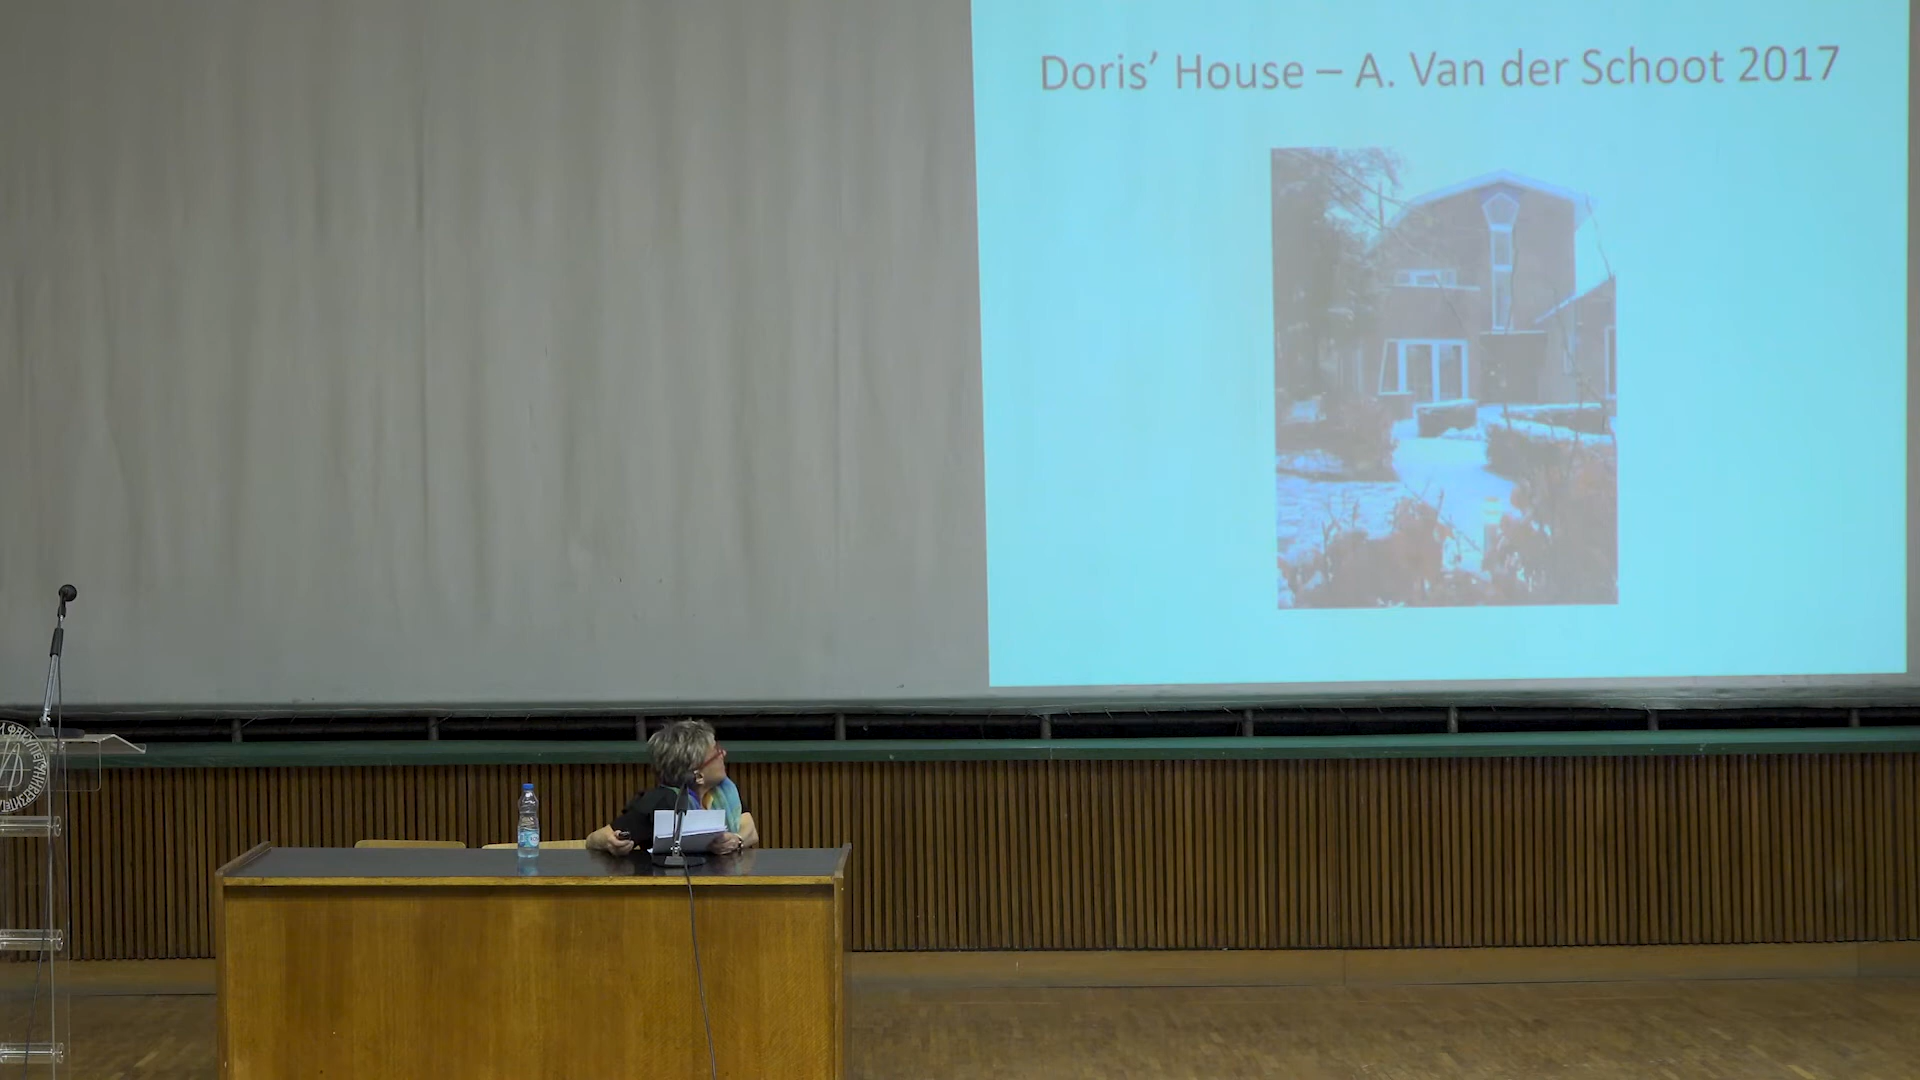 Doris’ House – A. Van der Schoot 2017